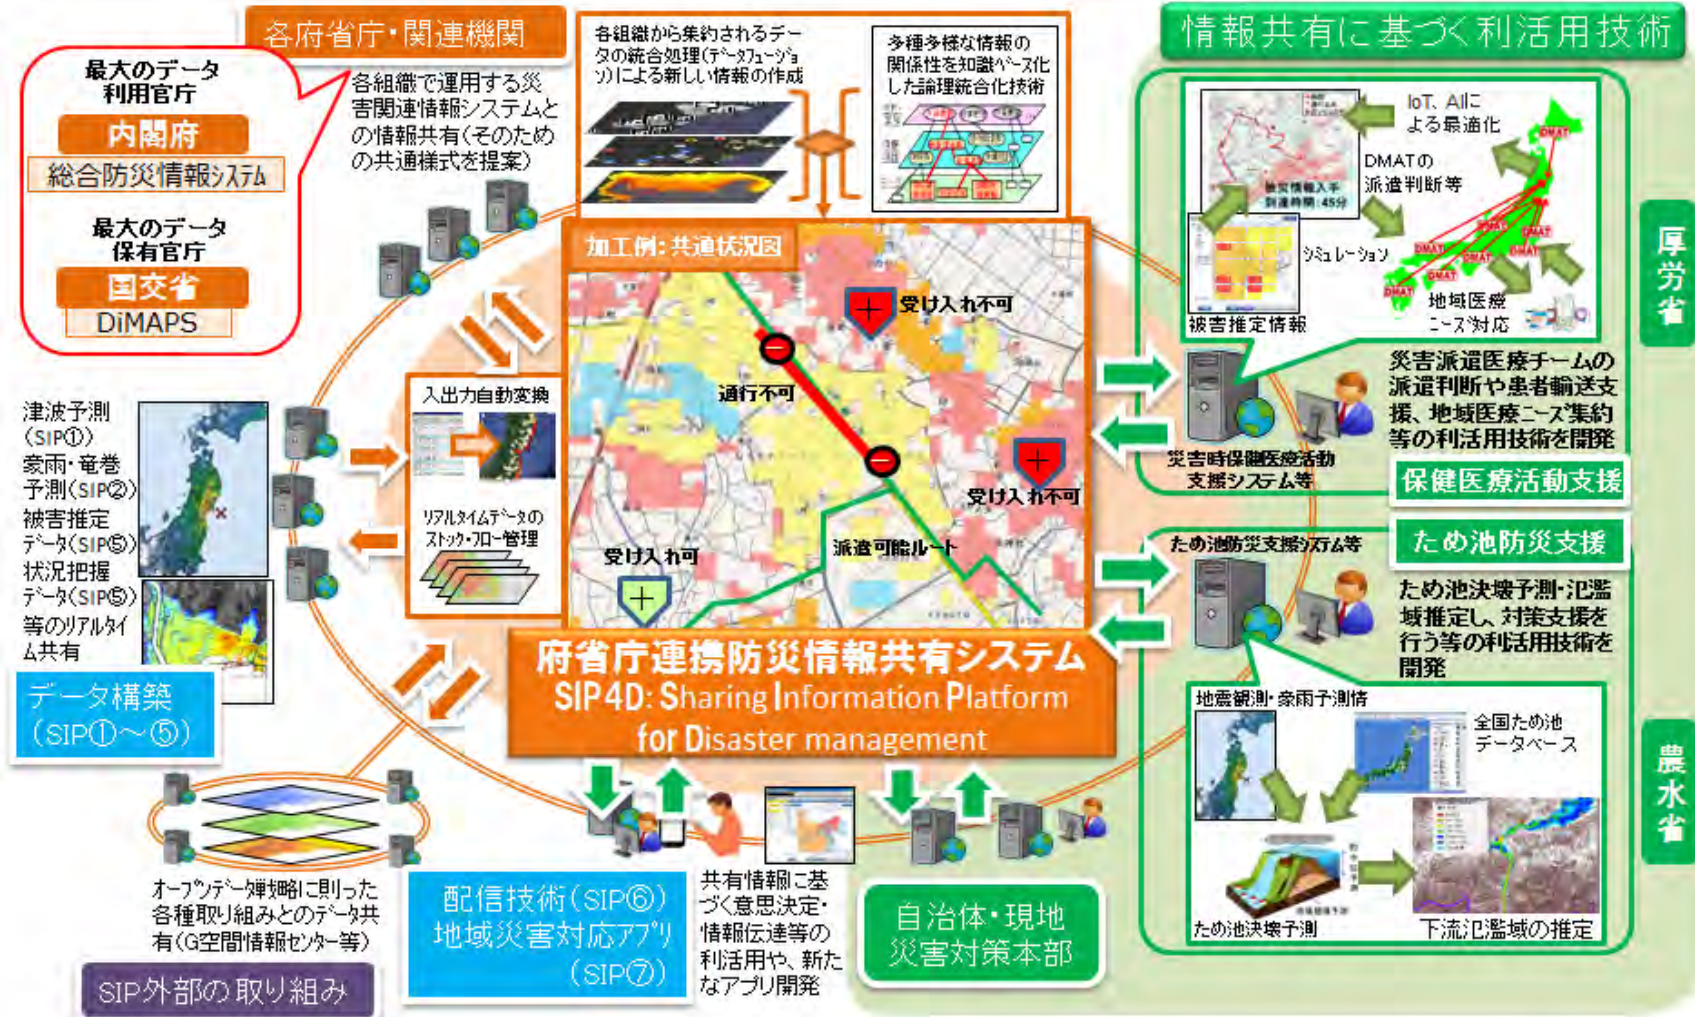 各府省庁・関連機関
最大のデータ
利用官庁
内閣府
総合防災情報システム
最大のデータ
保有官庁
国交省
DiMAPS
各組織で運用する災
害関連情報システムと
の情報共有(そのため
の共通様式を提案)
各組織から集約されるデー
タの統合処理(データフュージョ
ン)による新しい情報の作成
多種多様な情報の
関係性を知識ベース化
した論理統合化技術
情報共有に基づく利活用技術
IoT、AIに
よる最適化
DMATの
派遣判断等
被災情報入手
到達時間:45分
シミュレーション
被害推定情報
DMAT
DMAT
DMAT
DMAT
DMAT
DMAT
DMAT
DMAT
地域医療
ニーズ対応
厚労省
災害派遣医療チームの
派遣判断や患者輸送支
援、地域医療ニーズ集約
等の利活用技術を開発
災害時保健医療活動
支援システム等
保健医療活動支援
加工例:共通状況図
受け入れ不可
通行不可
受け入れ不可
受け入れ可
派遣可能ルート
入出力自動変換
リアルタイムデータの
ストック・フロー管理
津波予測
(SIP①)
豪雨・竜巻
予測(SIP②)
被害推定
データ(SIP⑤)
状況把握
データ(SIP⑤)
等のリアルタイ
ム共有
データ構築
(SIP①~⑤)
府省庁連携防災情報共有システム
SIP4D: Sharing Information Platform
for Disaster management
ため池防災支援システム等
ため池防災支援
ため池決壊予測・氾濫
域推定し、対策支援を
行う等の利活用技術を
開発
地震観測・豪雨予測情
全国ため池
データベース
ため池決壊予測
下流氾濫域の推定
農水省
オープンデータ戦略に則った
各種取り組みとのデータ共
有(G空間情報センター等)
SIP外部の取り組み
配信技術(SIP⑥)
地域災害対応アプリ
(SIP⑦)
共有情報に基
づく意思決定・
情報伝達等の
利活用や、新た
なアプリ開発
自治体・現地
災害対策本部